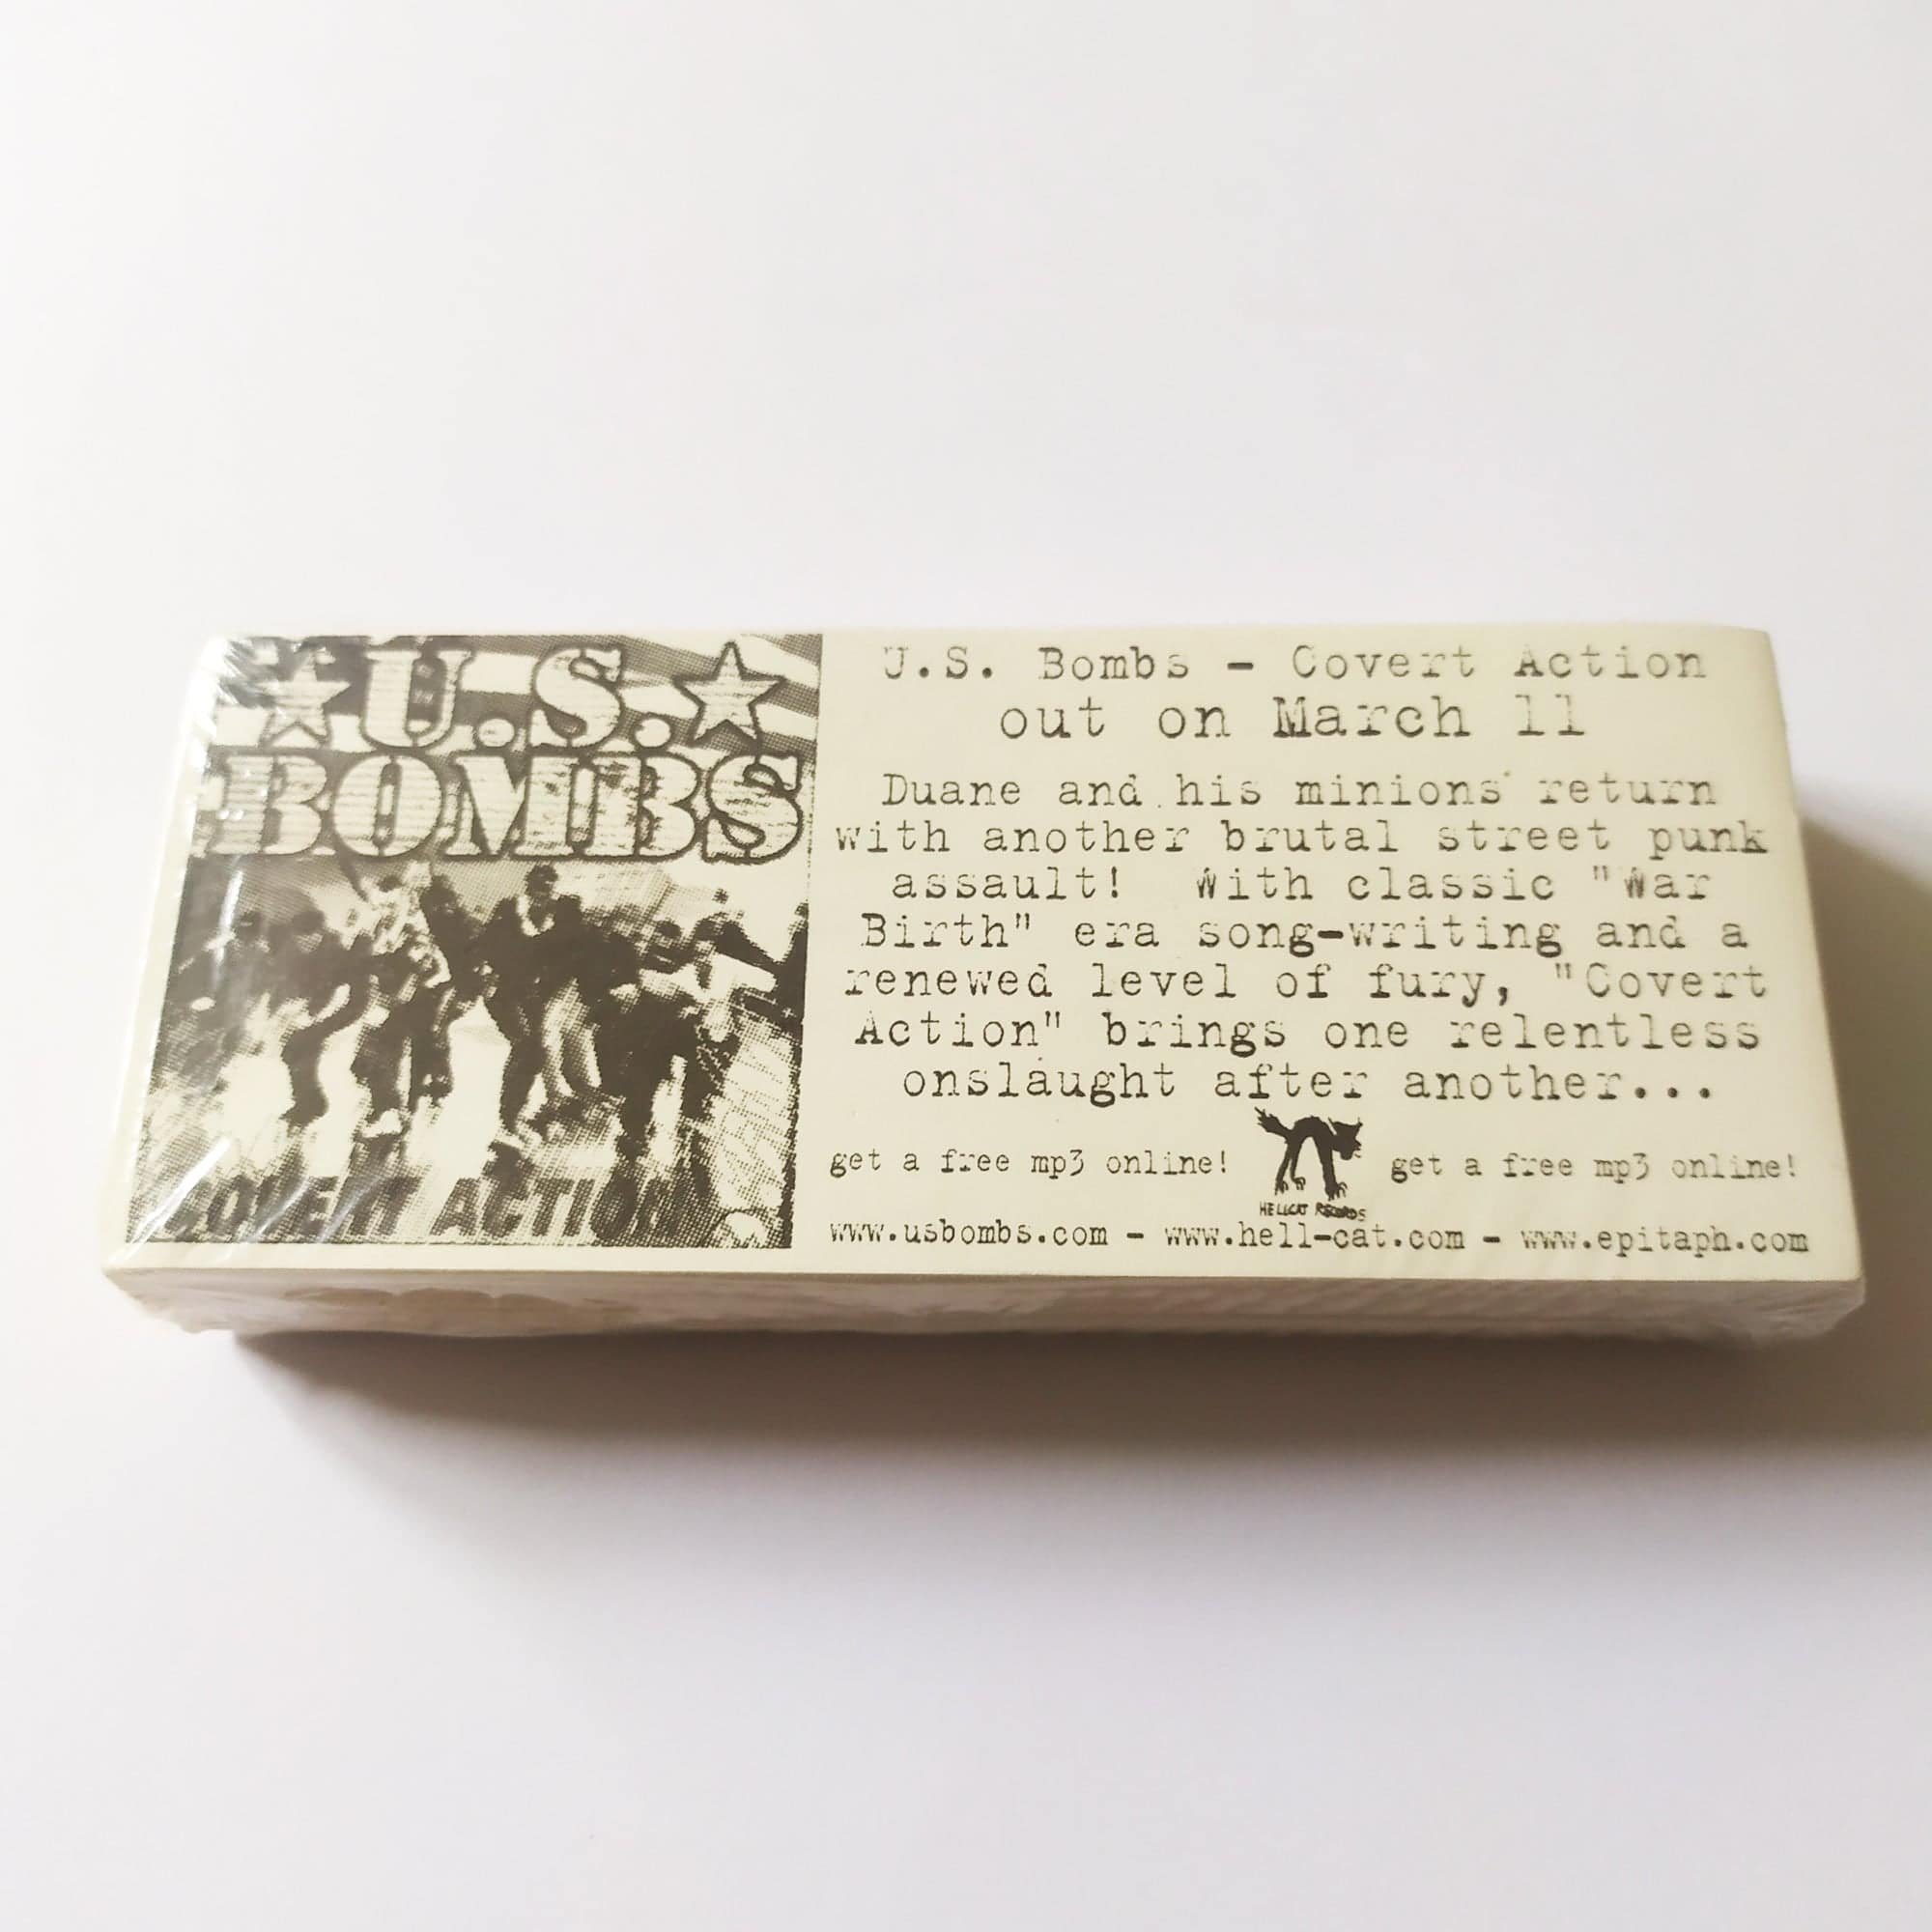 ★U.S.★
BOMBS
COVERT ACTION
U.S. Bombs - Covert Action
out on March 11
Duane and his minions return
with another brutal street punk
assault! With classic "War
Birth" era song-writing and a
renewed level of fury, "Covert
Action" brings one relentless
onslaught after another...
get a free mp3 online!
HELLCAT RECORDS
get a free mp3 online!
www.usbombs.com - www.hell-cat.com - www.epitaph.com